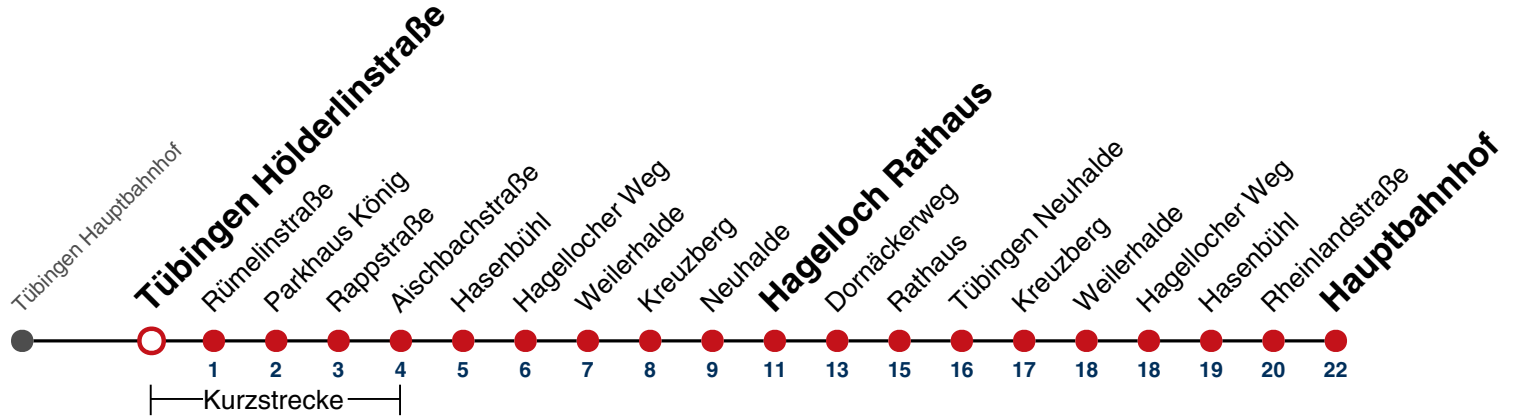 Tübingen Hauptbahnhof
Tübingen Hölderlinstraße
Rümelinstraße
Parkhaus König
Rappstraße
Aischbachstraße
Hasenbühl
Hagellocher Weg
Weilerhalde
Kreuzberg
Neuhalde
Hagelloch Rathaus
Dornäckerweg
Rathaus
Tübingen Neuhalde
Kreuzberg
Weilerhalde
Hagellocher Weg
Hasenbühl
Rheinlandstraße
Hauptbahnhof
1 2 3 4 5 6 7 8 9 11 13 15 16 17 18 18 19 20 22
Kurzstrecke